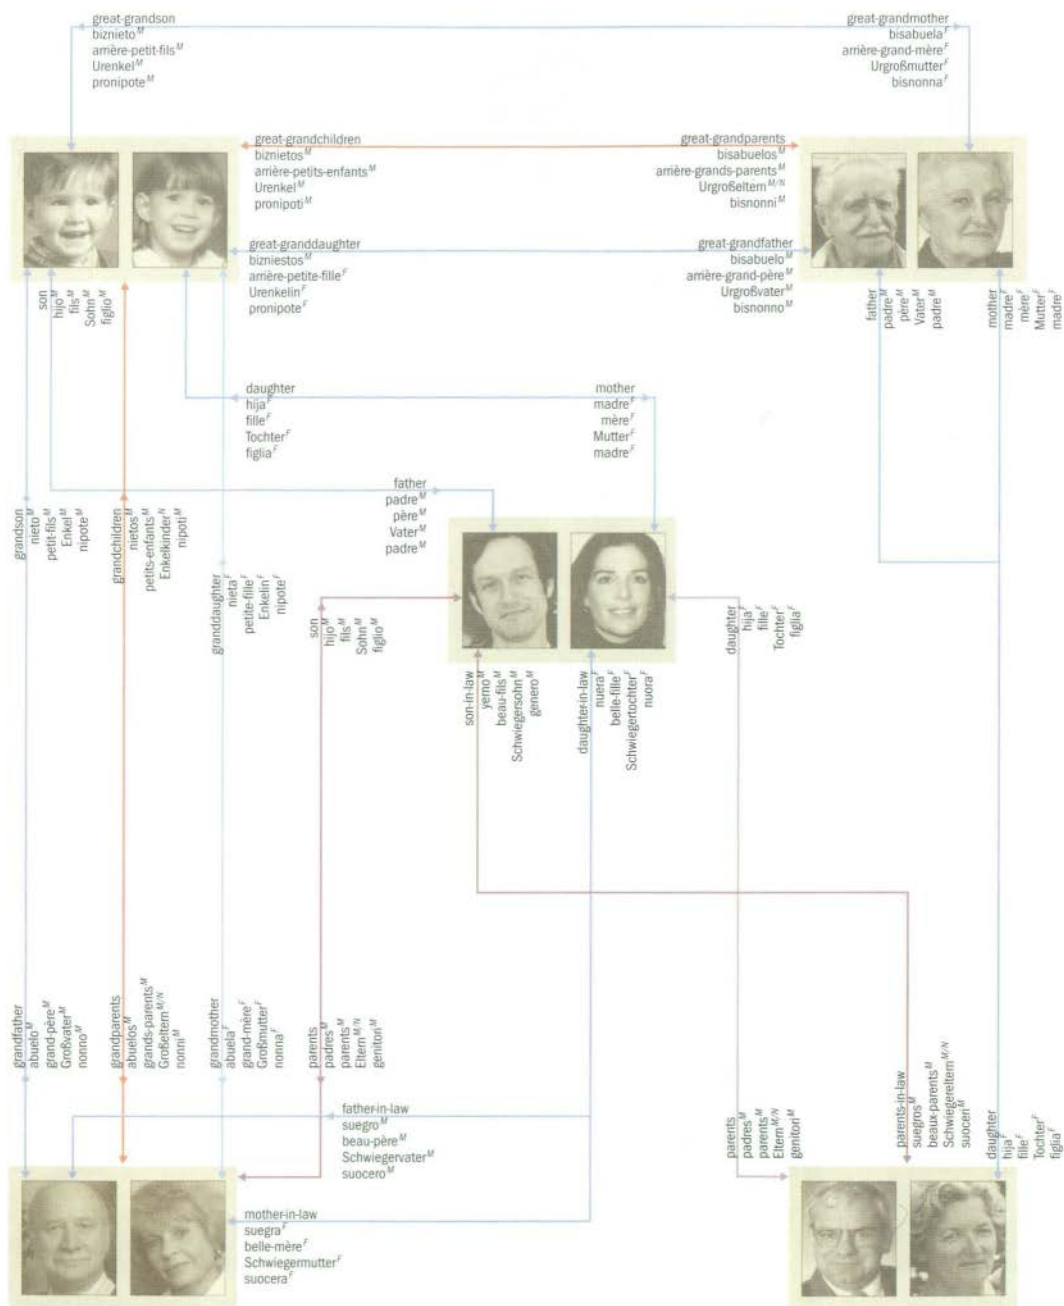 great-grandson
biznieto M
arrière-petit-fils M
Urenkel M
pronipote M
great-grandmother
bisabuela F
arrière-grand-mère F
Urgroßmutter F
bisnonna F
great-grandchildren
biznietos M
arrière-petits-enfants M
Urenkel M
pronipoti M
great-grandparents
bisabuelos M
arrière-grands-parents M
Urgroßeltern M/N
bisnonni M
great-granddaughter
bizniestos M
arrière-petite-fille F
Urenkelin F
pronipote F
great-grandfather
bisabuelo M
arrière-grand-père M
Urgroßvater M
bisnonno M
son
hijo M
fils M
Sohn M
figlio M
father
padre M
père M
Vater M
padre M
mother
madre F
mère F
Mutter F
madre F
daughter
hija F
fille F
Tochter F
figlia F
mother
madre F
mère F
Mutter F
madre F
father
padre M
père M
Vater M
padre M
grandson
nieto M
petit-fils M
Enkel M
nipote M
grandchildren
nietos M
petits-enfants M
Enkelkinder N
nipoti M
granddaughter
nieta F
petite-fille F
Enkelin F
nipote F
son
hijo M
fils M
Sohn M
figlio M
daughter
hija F
fille F
Tochter F
figlia F
son-in-law
yerno M
beau-fils M
Schwiegersohn M
genero M
daughter-in-law
nuera F
belle-fille F
Schwiegertochter F
nuora F
grandfather
abuelo M
grand-père M
Großvater M
nonno M
grandparents
abuelos M
grands-parents M
Großeltern M/N
nonni M
grandmother
abuela F
grand-mère F
Großmutter F
nonna F
parents
padres M
parents M
Eltern M/N
genitori M
father-in-law
suegro M
beau-père M
Schwiegervater M
suocero M
mother-in-law
suegra F
belle-mère F
Schwiegermutter F
suocera F
parents
padres M
parents M
Eltern M/N
genitori M
parents-in-law
suegros M
beaux-parents M
Schwiegereltern M/N
suoceri M
daughter
hija F
fille F
Tochter F
figlia F